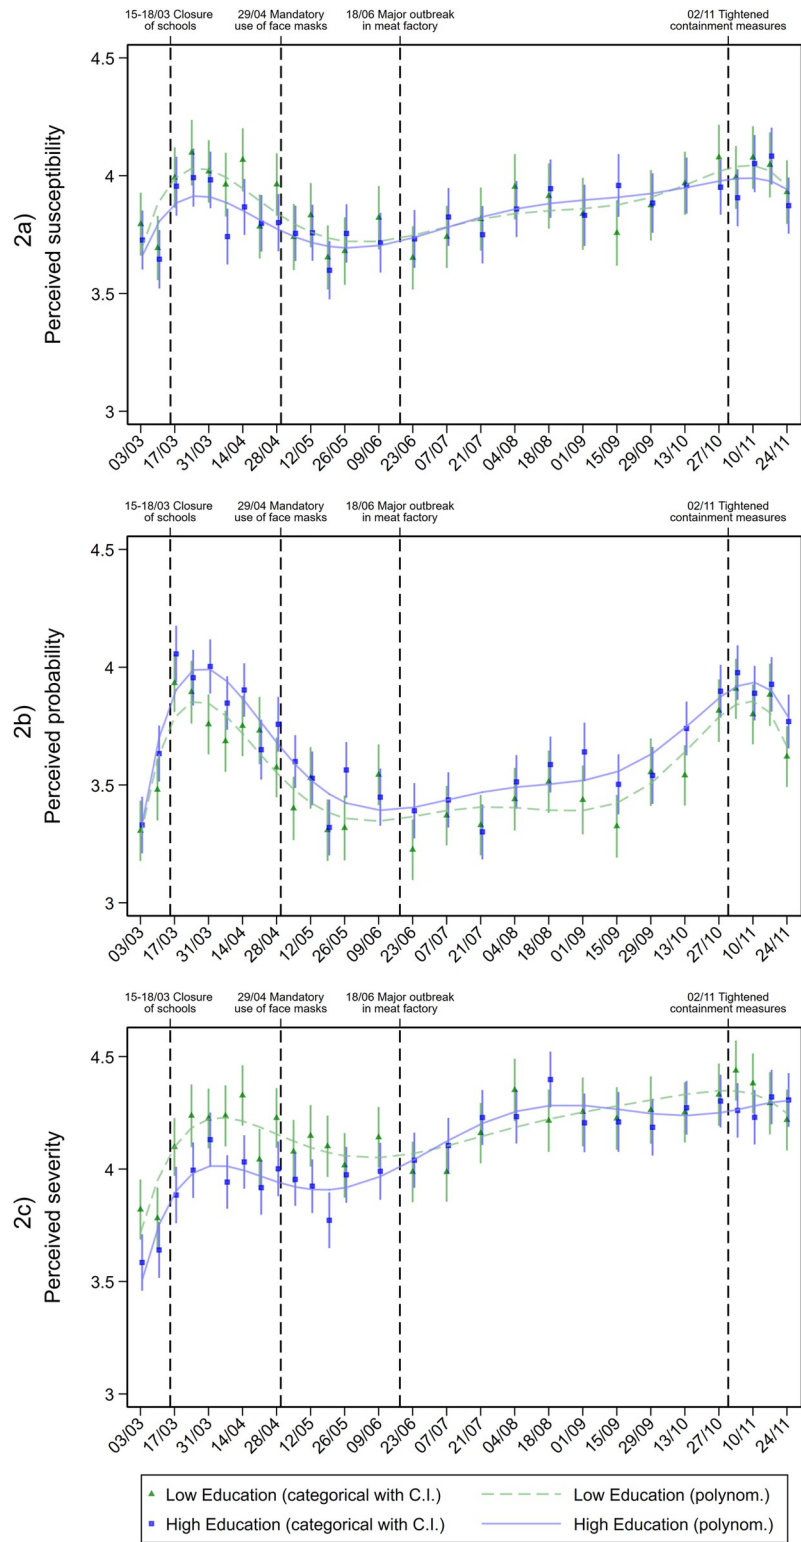 15-18/03 Closure
of schools
29/04 Mandatory
use of face masks
18/06 Major outbreak
in meat factory
02/11 Tightened
containment measures
2a)
Perceived susceptibility
4.5
4
3.5
3
03/03
17/03
31/03
14/04
28/04
12/05
26/05
09/06
23/06
07/07
21/07
04/08
18/08
01/09
15/09
29/09
13/10
27/10
10/11
24/11
15-18/03 Closure
of schools
29/04 Mandatory
use of face masks
18/06 Major outbreak
in meat factory
02/11 Tightened
containment measures
2b)
Perceived probability
4.5
4
3.5
3
03/03
17/03
31/03
14/04
28/04
12/05
26/05
09/06
23/06
07/07
21/07
04/08
18/08
01/09
15/09
29/09
13/10
27/10
10/11
24/11
15-18/03 Closure
of schools
29/04 Mandatory
use of face masks
18/06 Major outbreak
in meat factory
02/11 Tightened
containment measures
2c)
Perceived severity
4.5
4
3.5
3
03/03
17/03
31/03
14/04
28/04
12/05
26/05
09/06
23/06
07/07
21/07
04/08
18/08
01/09
15/09
29/09
13/10
27/10
10/11
24/11
Low Education (categorical with C.I.)
Low Education (polynom.)
High Education (categorical with C.I.)
High Education (polynom.)